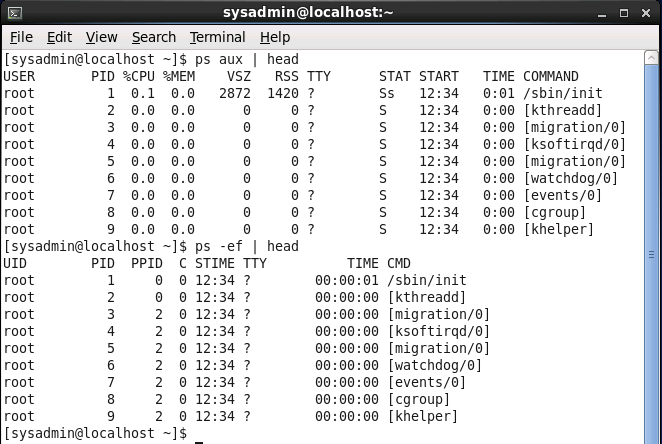 sysadmin@localhost:~
File Edit View Search Terminal Help
[sysadmin@localhost ~]$ ps aux | head
USER       PID %CPU %MEM    VSZ   RSS TTY      STAT START   TIME COMMAND
root         1  0.1  0.0   2872  1420 ?        Ss   12:34   0:01 /sbin/init
root         2  0.0  0.0      0     0 ?        S    12:34   0:00 [kthreadd]
root         3  0.0  0.0      0     0 ?        S    12:34   0:00 [migration/0]
root         4  0.0  0.0      0     0 ?        S    12:34   0:00 [ksoftirqd/0]
root         5  0.0  0.0      0     0 ?        S    12:34   0:00 [migration/0]
root         6  0.0  0.0      0     0 ?        S    12:34   0:00 [watchdog/0]
root         7  0.0  0.0      0     0 ?        S    12:34   0:00 [events/0]
root         8  0.0  0.0      0     0 ?        S    12:34   0:00 [cgroup]
root         9  0.0  0.0      0     0 ?        S    12:34   0:00 [khelper]
[sysadmin@localhost ~]$ ps -ef | head
UID        PID  PPID  C STIME TTY          TIME CMD
root         1     0  0 12:34 ?        00:00:01 /sbin/init
root         2     0  0 12:34 ?        00:00:00 [kthreadd]
root         3     2  0 12:34 ?        00:00:00 [migration/0]
root         4     2  0 12:34 ?        00:00:00 [ksoftirqd/0]
root         5     2  0 12:34 ?        00:00:00 [migration/0]
root         6     2  0 12:34 ?        00:00:00 [watchdog/0]
root         7     2  0 12:34 ?        00:00:00 [events/0]
root         8     2  0 12:34 ?        00:00:00 [cgroup]
root         9     2  0 12:34 ?        00:00:00 [khelper]
[sysadmin@localhost ~]$